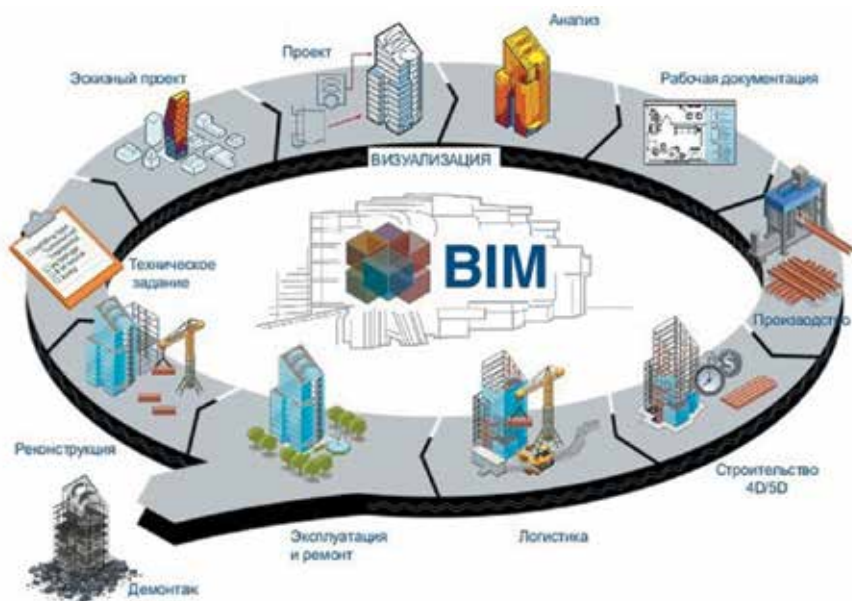 Анализ
Проект
Эскизный проект
Рабочая документация
ВИЗУАЛИЗАЦИЯ
BIM
Техническое
задание
Производство
Реконструкция
Строительство
4D/5D
Эксплуатация
и ремонт
Логистика
Демонтаж